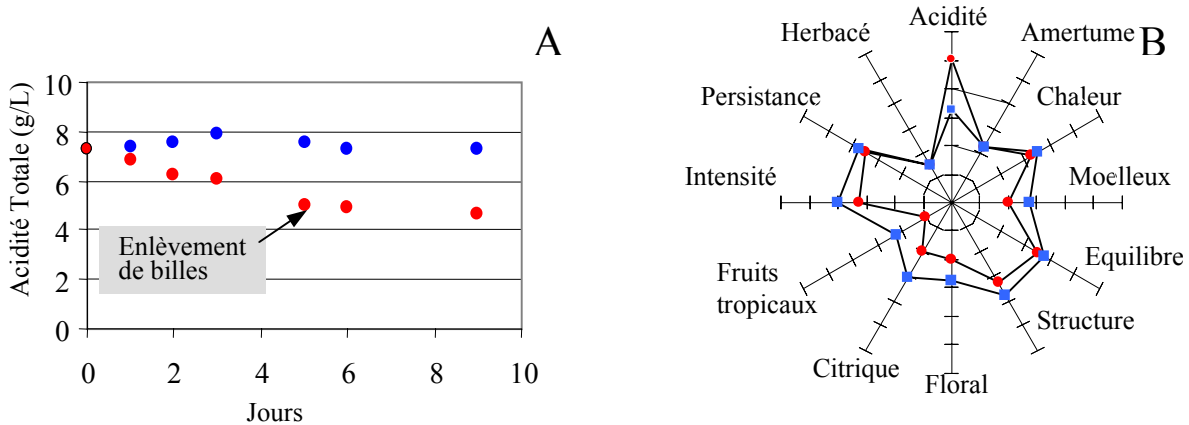 A
Acidité Totale (g/L)
10
8
6
4
2
0
Enlèvement
de billes
0 2 4 6 8 10
Jours
B
Acidité
Amertume
Chaleur
Moelleux
Equilibre
Structure
Floral
Citrique
Fruits
tropicaux
Intensité
Persistance
Herbacé